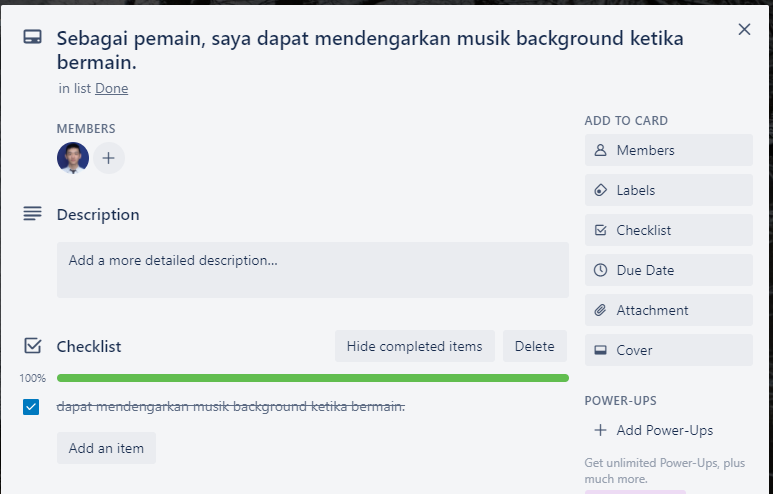 Sebagai pemain, saya dapat mendengarkan musik background ketika
bermain.
in list Done
MEMBERS
Description
Add a more detailed description...
Checklist
Hide completed items
Delete
100%
dapat mendengarkan musik background ketika bermain.
Add an item
ADD TO CARD
Members
Labels
Checklist
Due Date
Attachment
Cover
POWER-UPS
Add Power-Ups
Get unlimited Power-Ups, plus
much more.